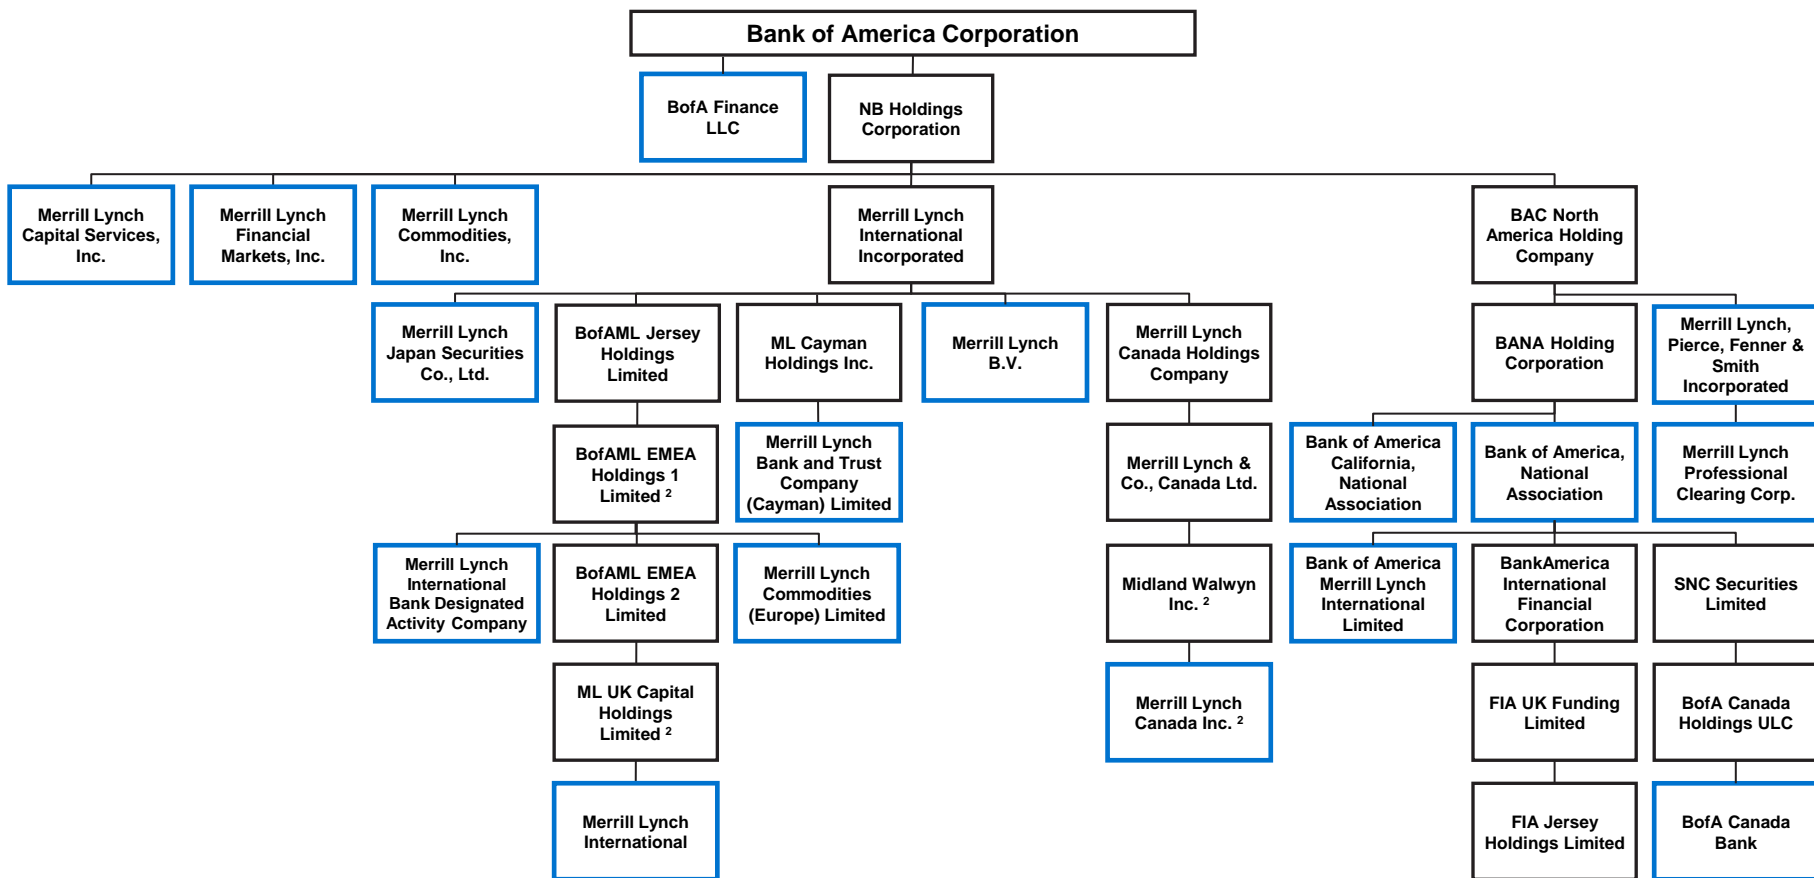 Bank of America Corporation
BofA Finance
LLC
NB Holdings
Corporation
Merrill Lynch
Capital Services,
Inc.
Merrill Lynch
Financial
Markets, Inc.
Merrill Lynch
Commodities,
Inc.
Merrill Lynch
International
Incorporated
BAC North
America Holding
Company
Merrill Lynch
Japan Securities
Co., Ltd.
BofAML Jersey
Holdings
Limited
ML Cayman
Holdings Inc.
Merrill Lynch
B.V.
Merrill Lynch
Canada Holdings
Company
BANA Holding
Corporation
Merrill Lynch,
Pierce, Fenner &
Smith
Incorporated
BofAML EMEA
Holdings 1
Limited ²
Merrill Lynch
Bank and Trust
Company
(Cayman) Limited
Merrill Lynch &
Co., Canada Ltd.
Bank of America
California,
National
Association
Bank of America,
National
Association
Merrill Lynch
Professional
Clearing Corp.
Merrill Lynch
International
Bank Designated
Activity Company
BofAML EMEA
Holdings 2
Limited
Merrill Lynch
Commodities
(Europe) Limited
Midland Walwyn
Inc. ²
Bank of America
Merrill Lynch
International
Limited
BankAmerica
International
Financial
Corporation
SNC Securities
Limited
ML UK Capital
Holdings
Limited ²
Merrill Lynch
Canada Inc. ²
FIA UK Funding
Limited
BofA Canada
Holdings ULC
Merrill Lynch
International
FIA Jersey
Holdings Limited
BofA Canada
Bank